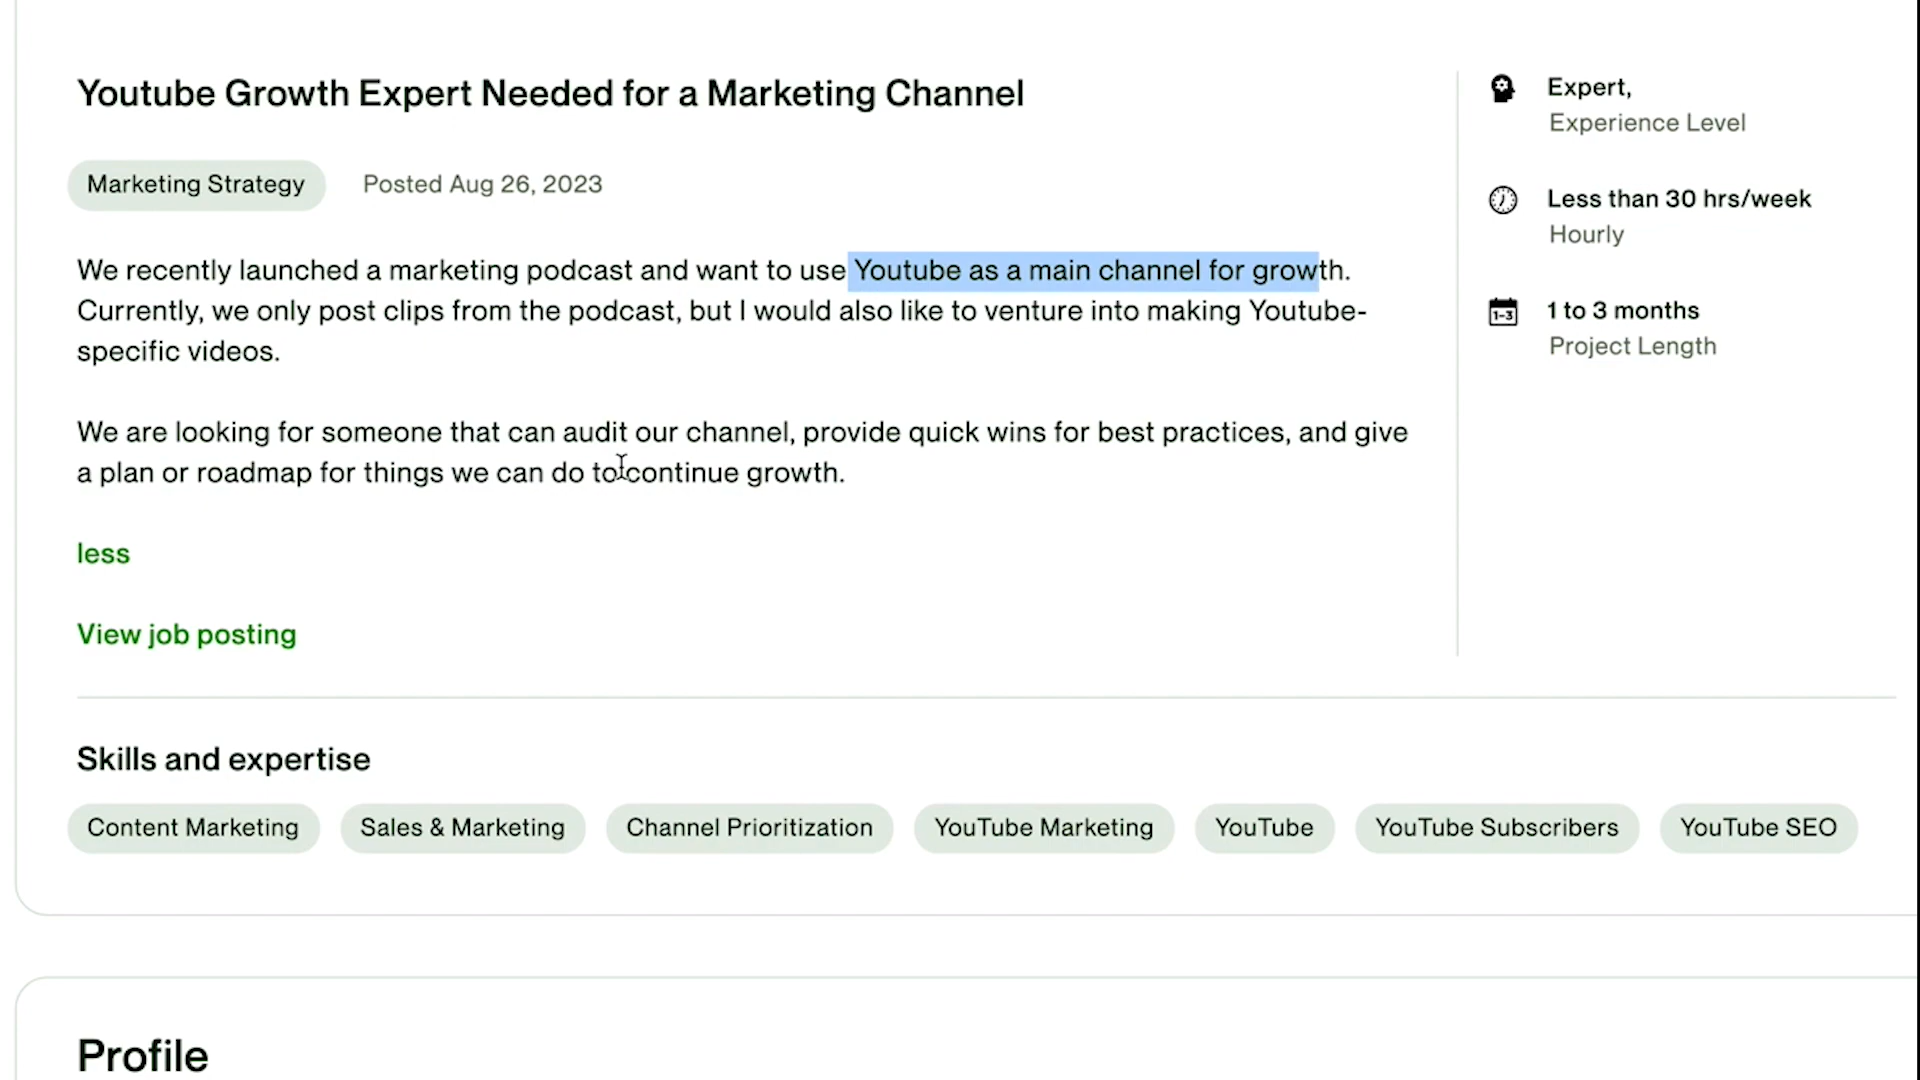 Youtube Growth Expert Needed for a Marketing Channel
Marketing Strategy
Posted Aug 26, 2023
We recently launched a marketing podcast and want to use Youtube as a main channel for growth.
Currently, we only post clips from the podcast, but I would also like to venture into making Youtube-
specific videos.
We are looking for someone that can audit our channel, provide quick wins for best practices, and give
a plan or roadmap for things we can do to continue growth.
less
View job posting
Expert,
Experience Level
Less than 30 hrs/week
Hourly
1-3
1 to 3 months
Project Length
Skills and expertise
Content Marketing
Sales & Marketing
Channel Prioritization
YouTube Marketing
YouTube
YouTube Subscribers
YouTube SEO
Profile